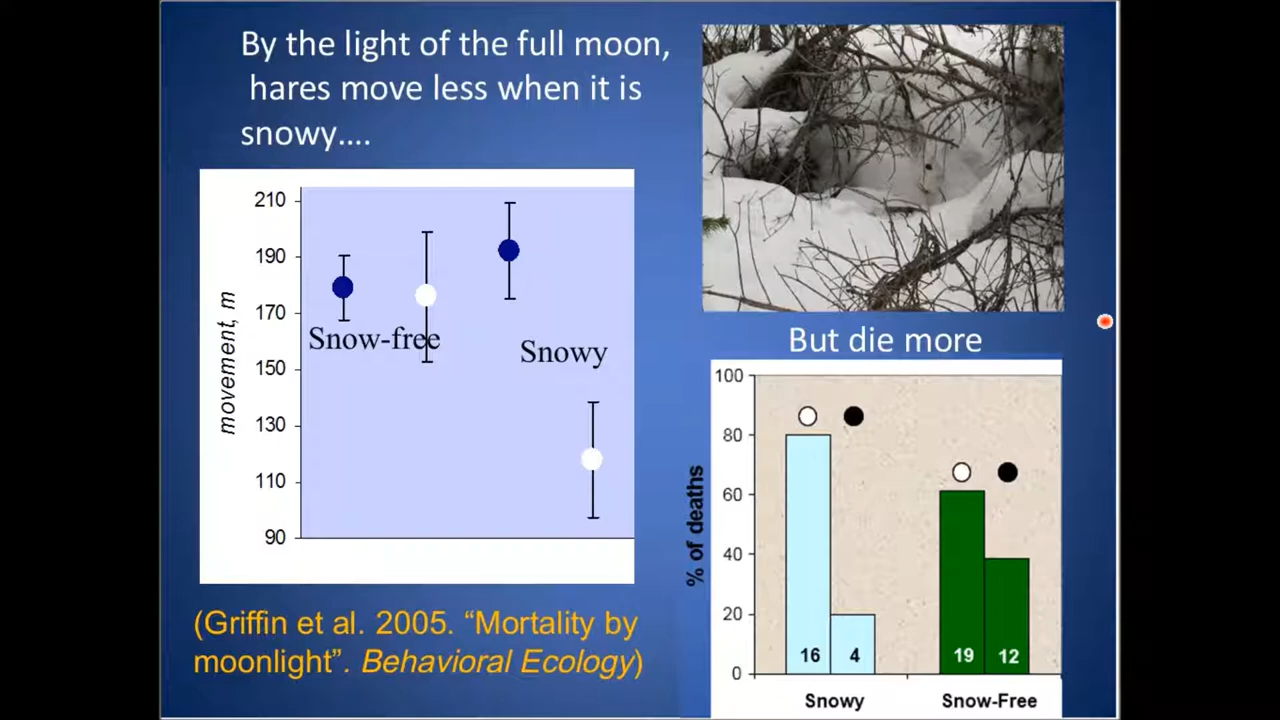 By the light of the full moon,
hares move less when it is
snowy....
210
190
170
150
130
110
90
movement, m
Snow-free
Snowy
(Griffin et al. 2005. “Mortality by
moonlight”. Behavioral Ecology)
But die more
100
80
60
40
20
0
% of deaths
16 4
19 12
Snowy Snow-Free